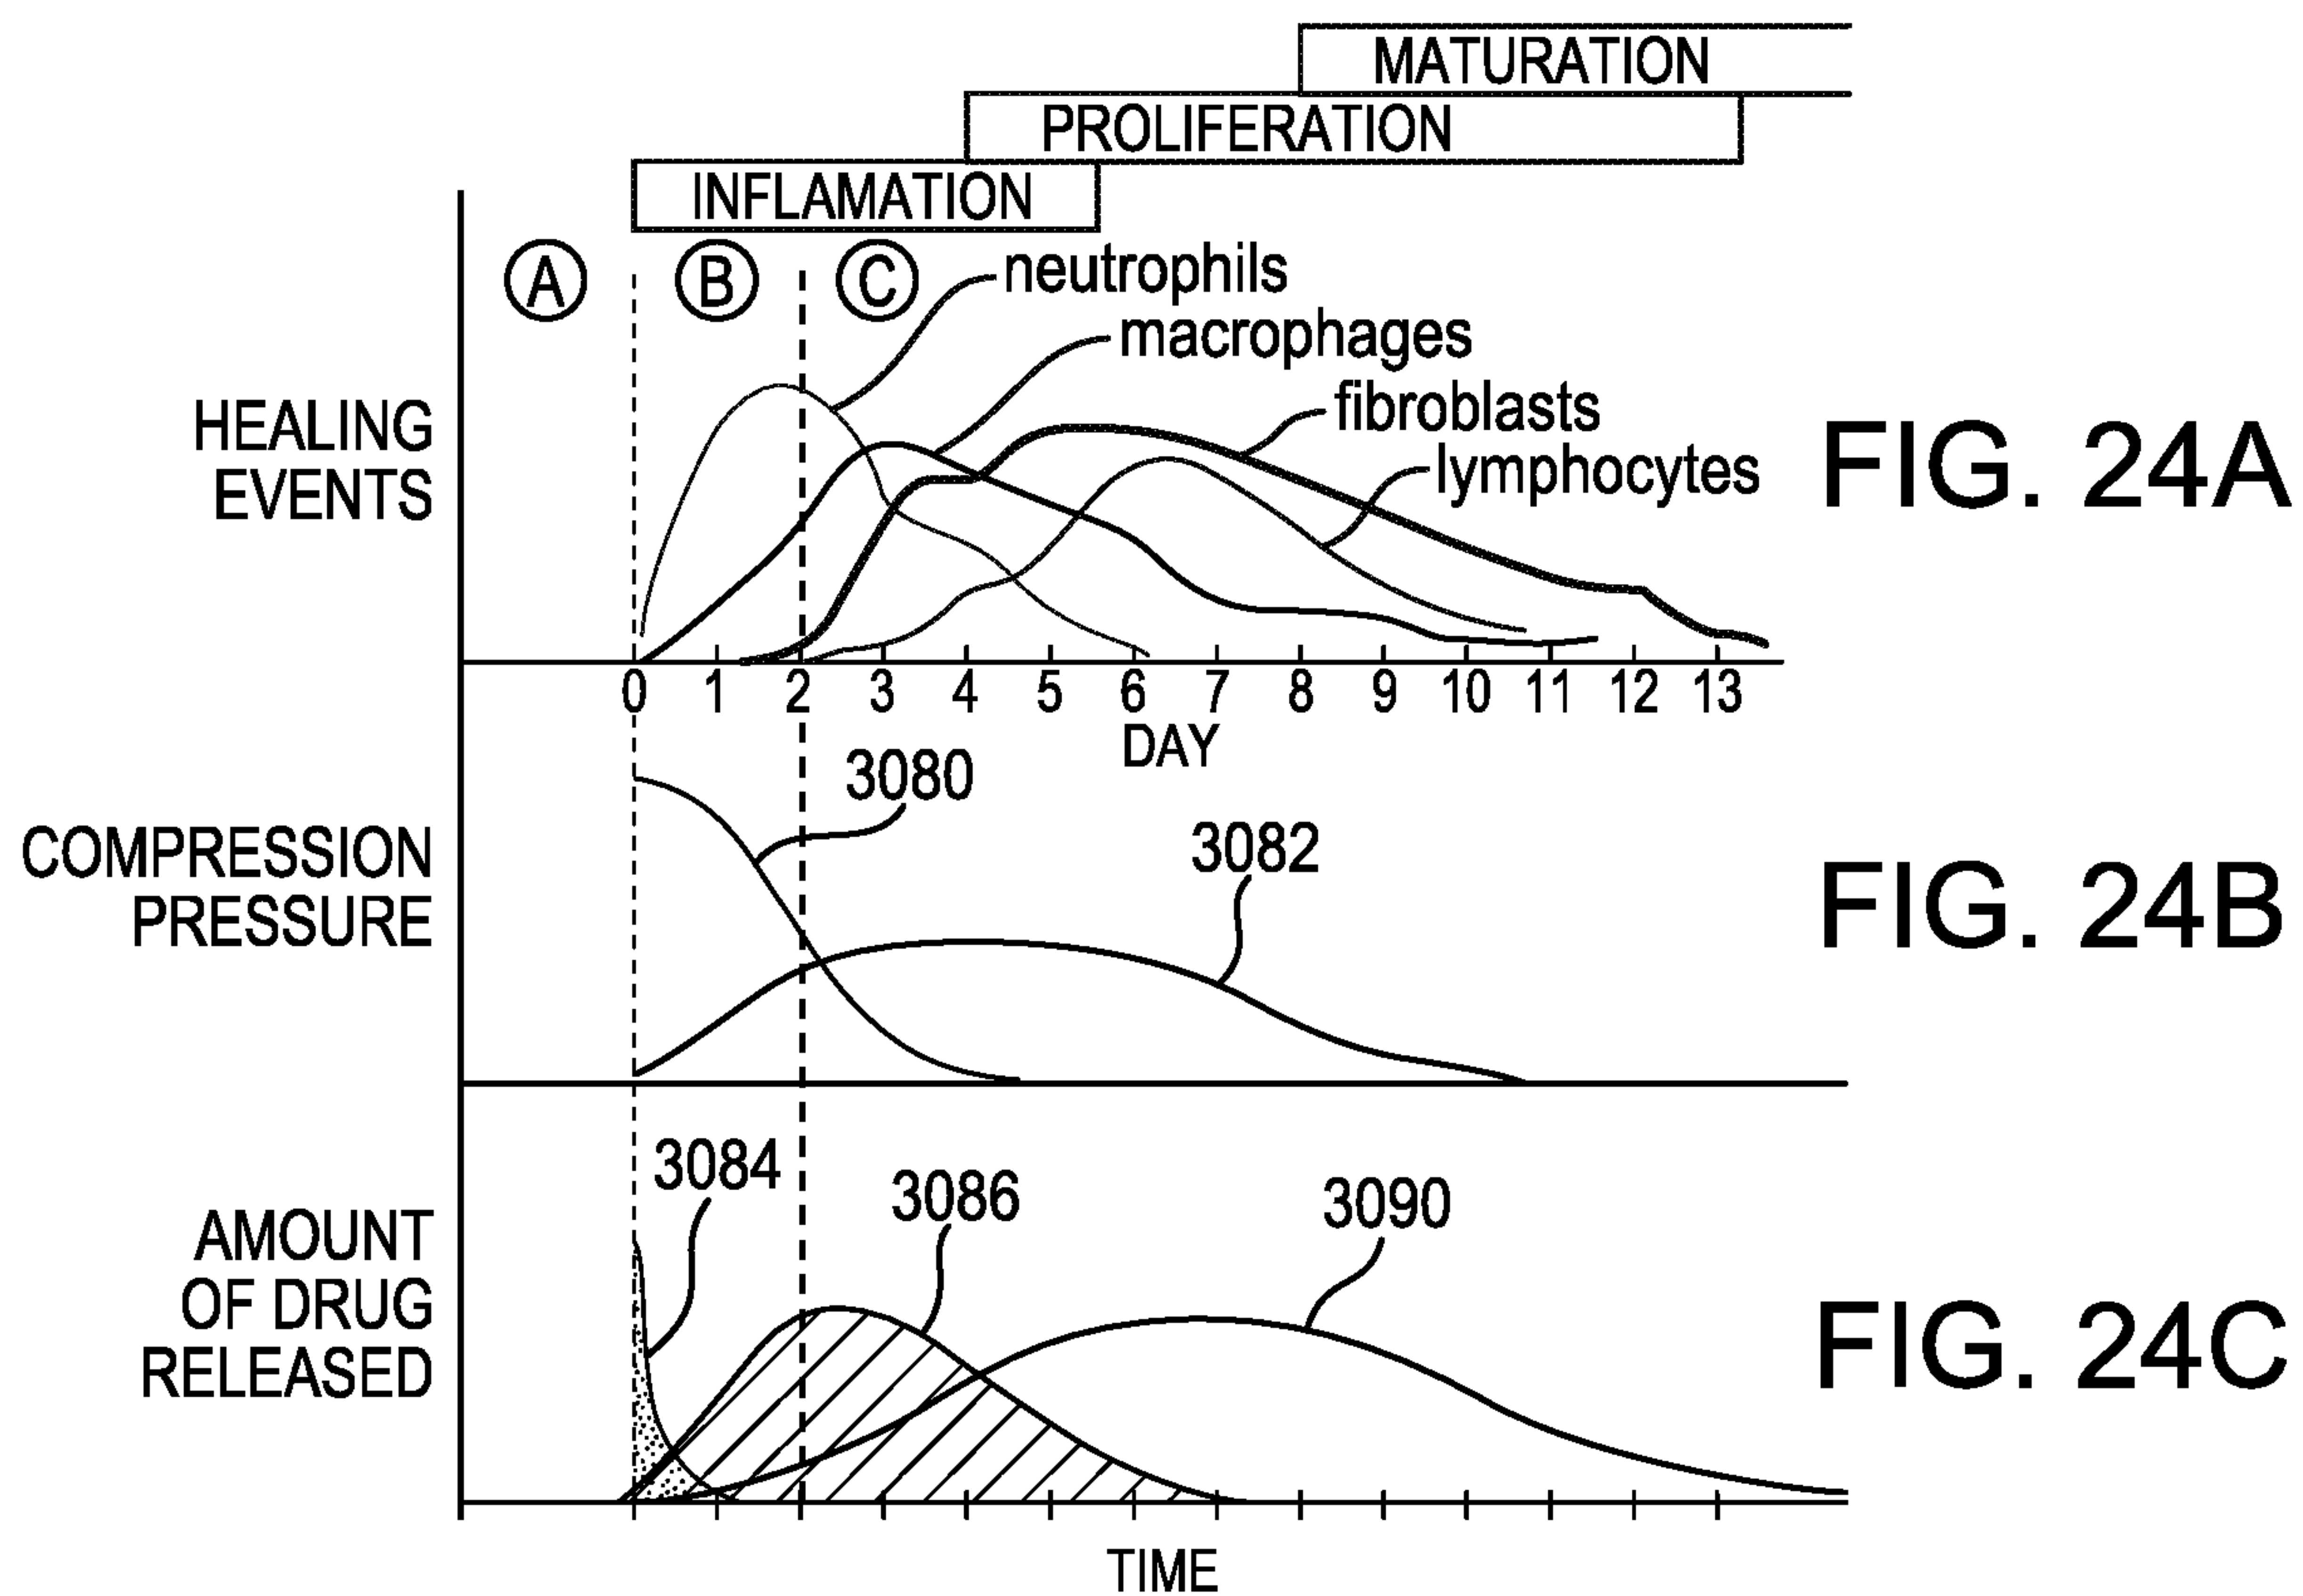 MATURATION
PROLIFERATION
INFLAMATION
A
B
C
neutrophils
macrophages
fibroblasts
lymphocytes
HEALING
EVENTS
FIG. 24A
0 1 2 3 4 5 6 7 8 9 10 11 12 13
DAY
3080
3082
COMPRESSION
PRESSURE
FIG. 24B
3084
3086
3090
AMOUNT
OF DRUG
RELEASED
FIG. 24C
TIME